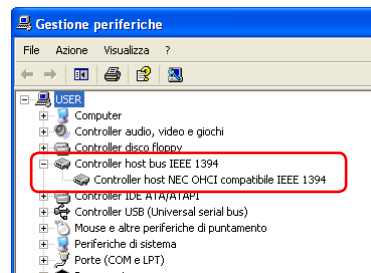 Gestione periferiche
File Azione Visualizza ?
USER
Computer
Controller audio, video e giochi
Controller disco floppy
Controller host bus IEEE 1394
Controller host NEC OHCI compatibile IEEE 1394
Controller IDE ATA/ATAPI
Controller USB (Universal serial bus)
Mouse e altre periferiche di puntamento
Periferiche di sistema
Porte (COM e LPT)